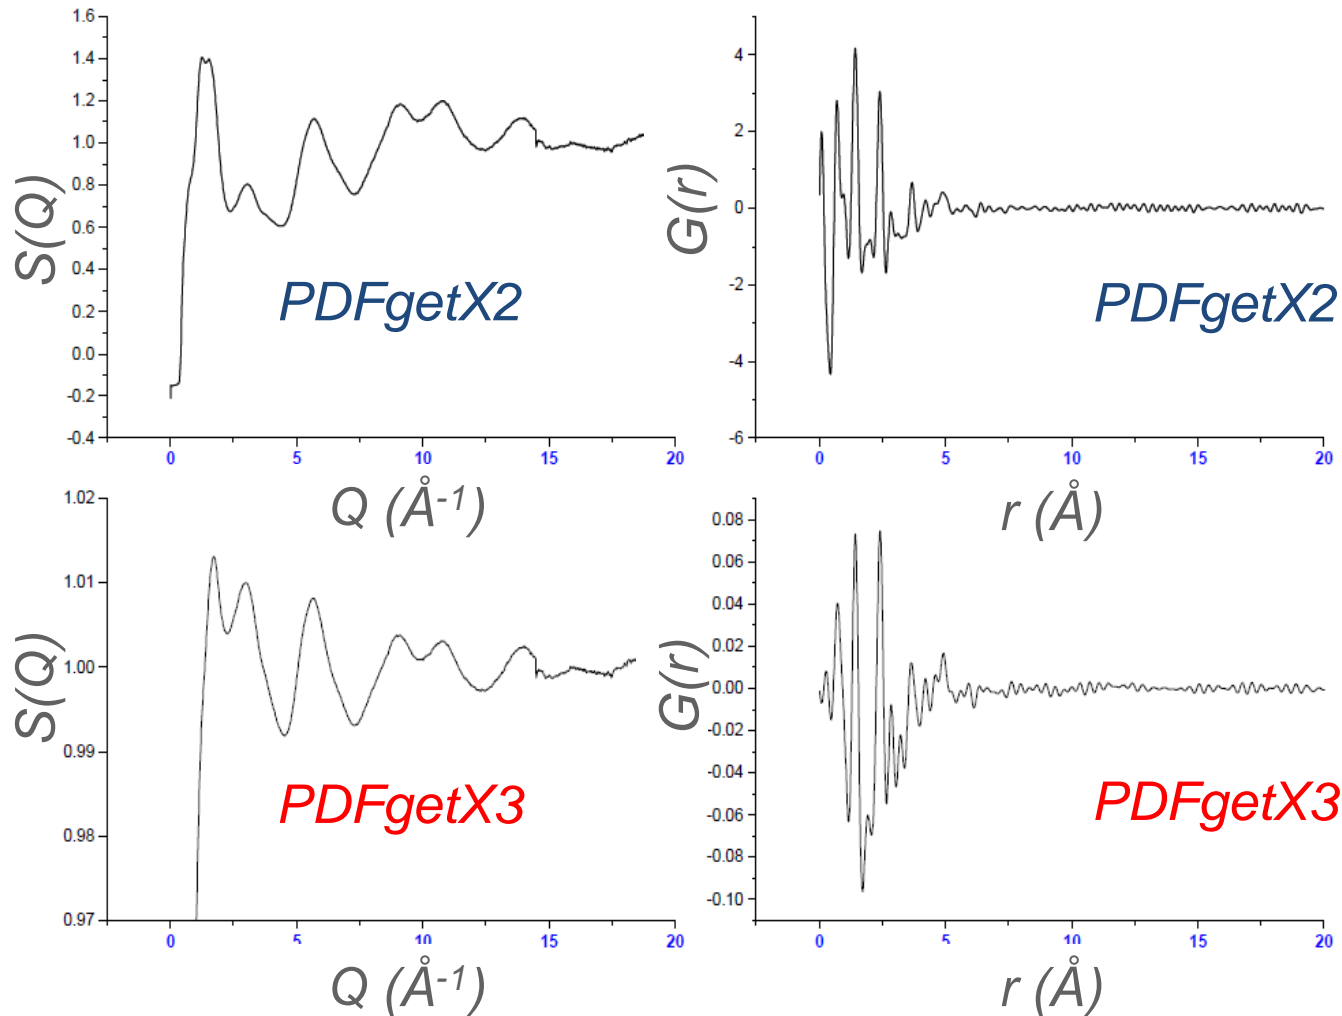 1.6
1.4
1.2
1.0
0.8
0.6
0.4
0.2
0.0
-0.2
-0.4
S(Q)
PDFgetX2
0 5 10 15 20
Q (Å-1)
4
2
0
-2
-4
-6
G(r)
PDFgetX2
0 5 10 15 20
r (Å)
1.02
1.01
1.00
0.99
0.98
0.97
S(Q)
PDFgetX3
0 5 10 15 20
Q (Å-1)
0.08
0.06
0.04
0.02
0.00
-0.02
-0.04
-0.06
-0.08
-0.10
G(r)
PDFgetX3
0 5 10 15 20
r (Å)